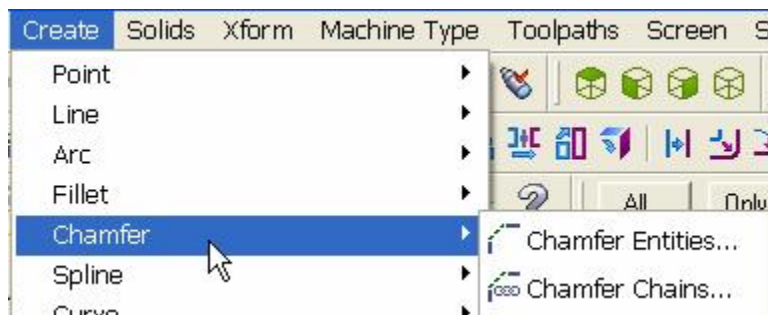 Create Solids Xform Machine Type Toolpaths Screen
Point
Line
Arc
Fillet
All
Chamfer
Chamfer Entities...
Spline
Chamfer Chains...